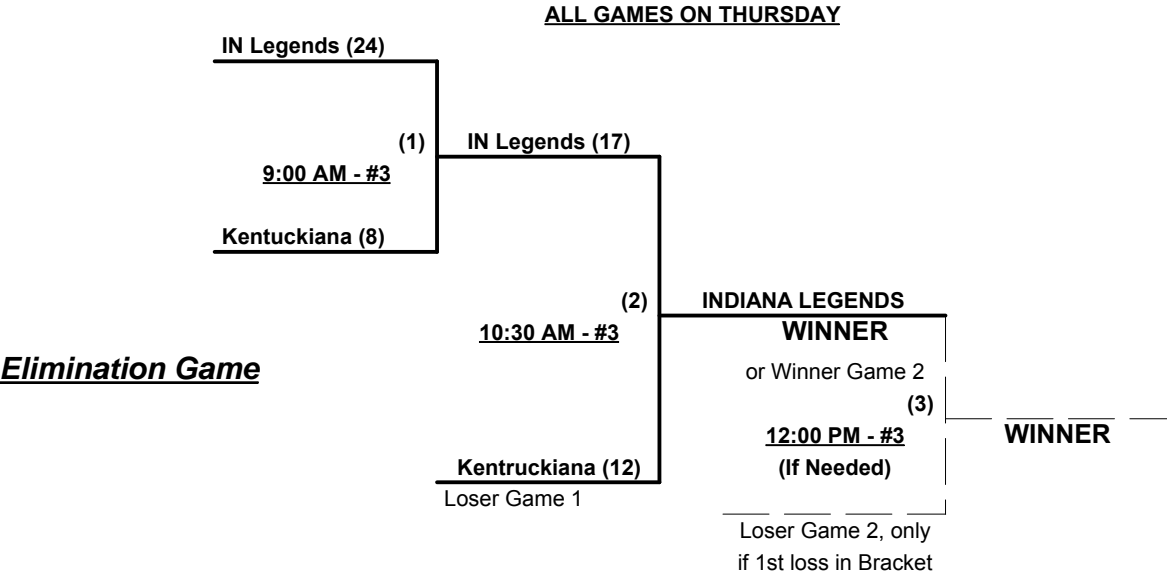 ALL GAMES ON THURSDAY
IN Legends (24)
(1)
IN Legends (17)
9:00 AM - #3
Kentuckiana (8)
(2)
INDIANA LEGENDS
10:30 AM - #3
WINNER
Elimination Game
or Winner Game 2
(3)
12:00 PM - #3
WINNER
(If Needed)
Kentruckiana (12)
Loser Game 1
Loser Game 2, only
if 1st loss in Bracket